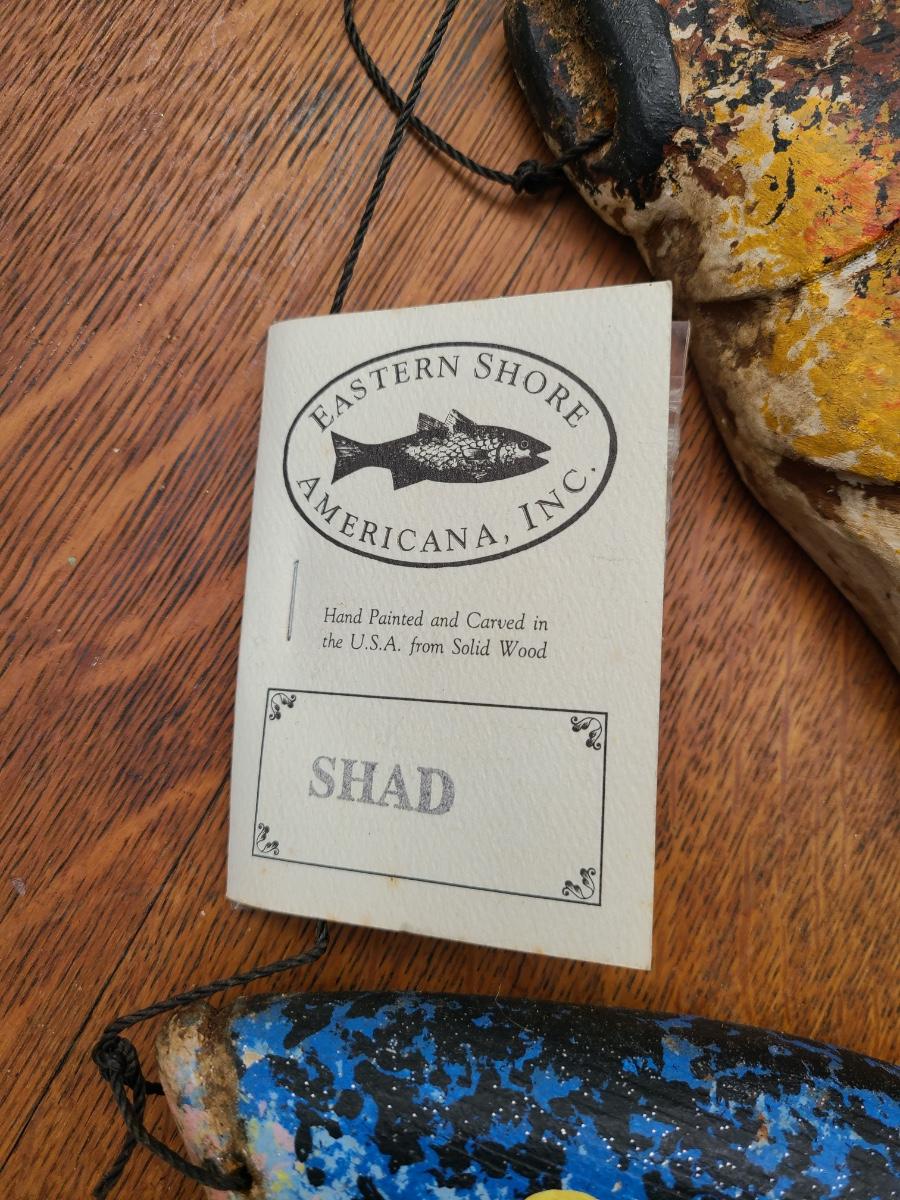 EASTERN SHORE
AMERICANA, INC.
Hand Painted and Carved in
the U.S.A. from Solid Wood
SHAD